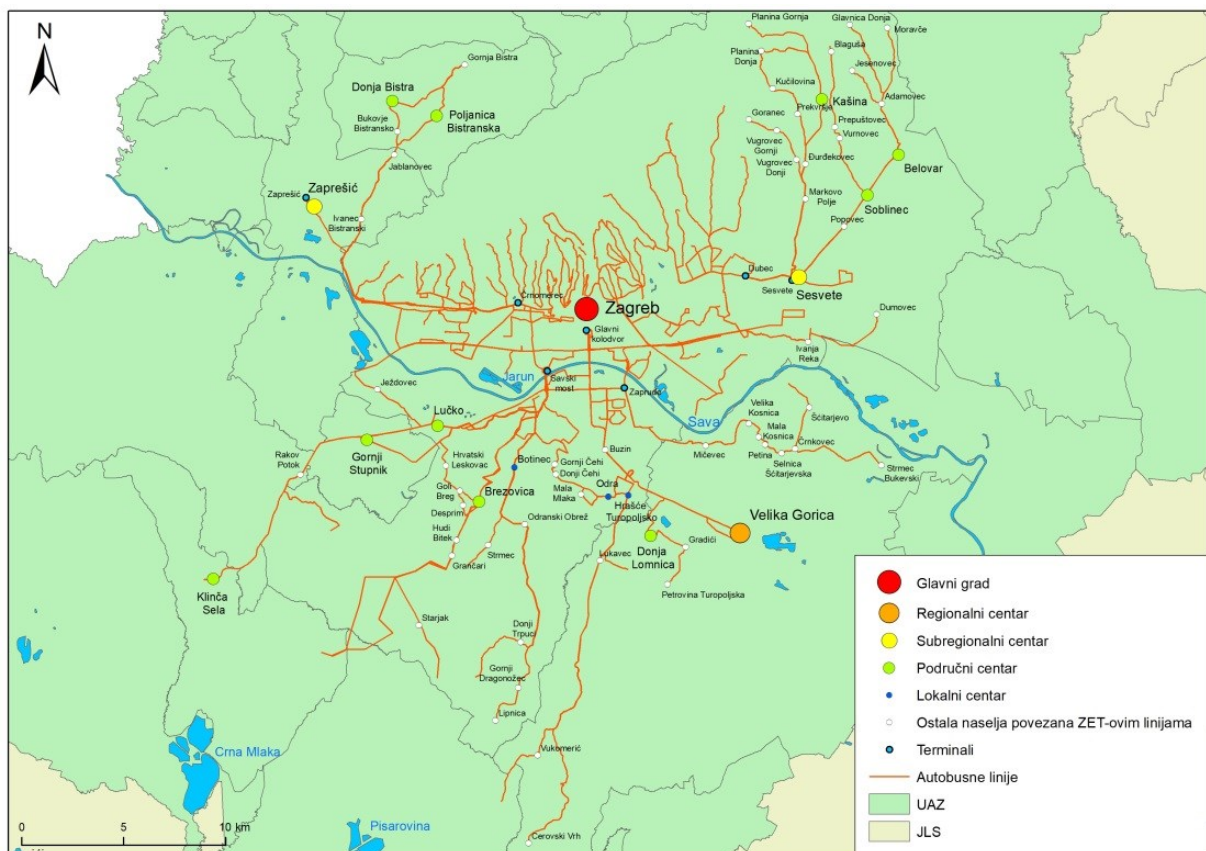 N
Planina Gornja
Glavnica Donja
Moravče
Planina
Donja
Blaguša
Jesenovec
Gornja Bistra
Donja Bistra
Kučilovina
Kašina
Adamovec
Poljanica
Bistranska
Bukovje
Bistransko
Goranec
Prekvršje
Prepuštovec
Vurnovec
Vugrovec
Gornji
Vugrovec
Donji
Đurđekovec
Jablanovec
Belovar
Zaprešić
Zaprešić
Ivanec
Bistranski
Markovo
Polje
Soblinec
Popovec
Dubec
Sesvete
Sesvete
Črnomerec
Zagreb
Glavni
kolodvor
Dumovec
Ivanja
Reka
Jarun
Savski
most
Zapruđe
Sava
Ježdovec
Velika
Kosnica
Ščitarjevo
Mala
Kosnica
Črnkovec
Petina
Mičevec
Selnica
Ščitarjevska
Strmec
Bukevski
Lučko
Gornji
Stupnik
Rakov
Potok
Hrvatski
Leskovac
Botinec
Buzin
Gornji Čehi
Donji Čehi
Goli
Breg
Brezovica
Mala
Mlaka
Odra
Desprim
Hrašće
Turopoljsko
Velika Gorica
Hudi
Bitek
Odranski Obrež
Strmec
Lukavec
Donja
Lomnica
Gradići
Grančari
Petrovina Turopoljska
Klinča
Sela
Starjak
Donji
Trpuci
Gornji
Dragonožec
Lipnica
Vukomerić
Crna Mlaka
Pisarovina
Cerovski Vrh
0 5 10 km
Glavni grad
Regionalni centar
Subregionalni centar
Područni centar
Lokalni centar
Ostala naselja povezana ZET-ovim linijama
Terminali
Autobusne linije
UAZ
JLS